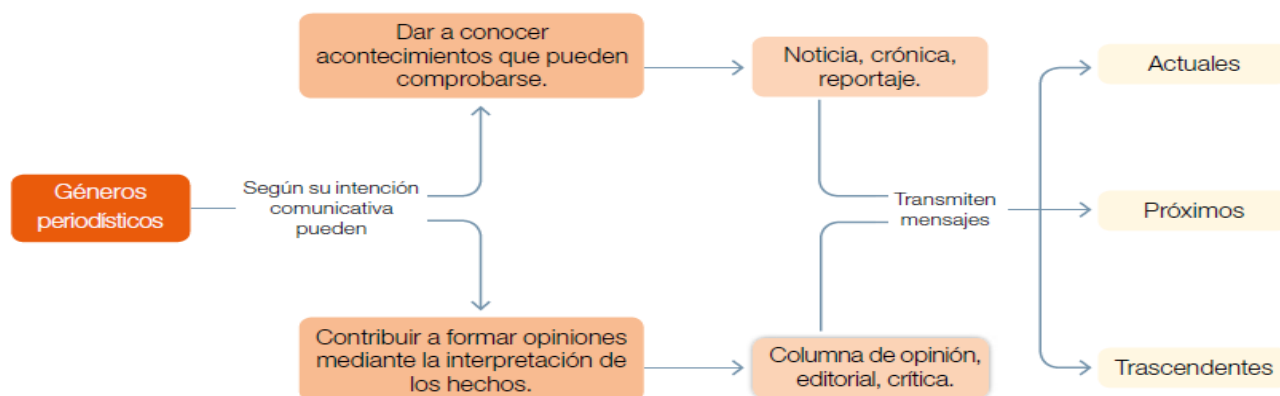 Géneros
periodísticos
Según su intención
comunicativa
pueden
Dar a conocer
acontecimientos que pueden
comprobarse.
Noticia, crónica,
reportaje.
Contribuir a formar opiniones
mediante la interpretación de
los hechos.
Columna de opinión,
editorial, crítica.
Transmiten
mensajes
Actuales
Próximos
Trascendentes